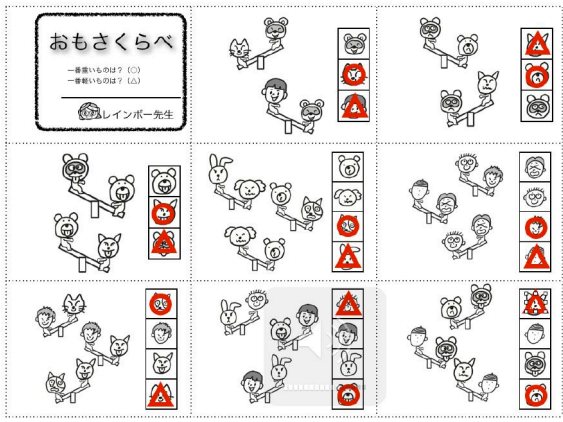 おもさくらべ
一番重いものは？（○）
一番軽いものは？（△）
レインボー先生